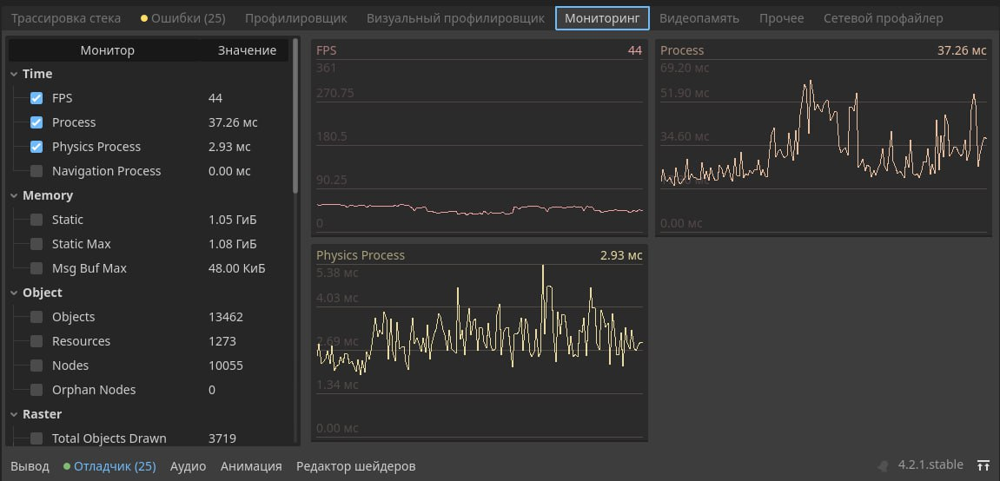 Трассировка стека Ошибки (25) Профилировщик Визуальный профилировщик Мониторинг Видеопамять Прочее Сетевой профайлер
Монитор Значение
Time
FPS 44
Process 37.26 мс
Physics Process 2.93 мс
Navigation Process 0.00 мс
Memory
Static 1.05 ГиБ
Static Max 1.08 ГиБ
Msg Buf Max 48.00 КиБ
Object
Objects 13462
Resources 1273
Nodes 10055
Orphan Nodes 0
Raster
Total Objects Drawn 3719
FPS 44
361
270.75
180.5
90.25
0
Process 37.26 мс
69.20 мс
51.90 мс
34.60 мс
0.00 мс
Physics Process 2.93 мс
5.38 мс
4.03 мс
2.69 мс
1.34 мс
0.00 мс
Вывод Отладчик (25) Аудио Анимация Редактор шейдеров 4.2.1.stable